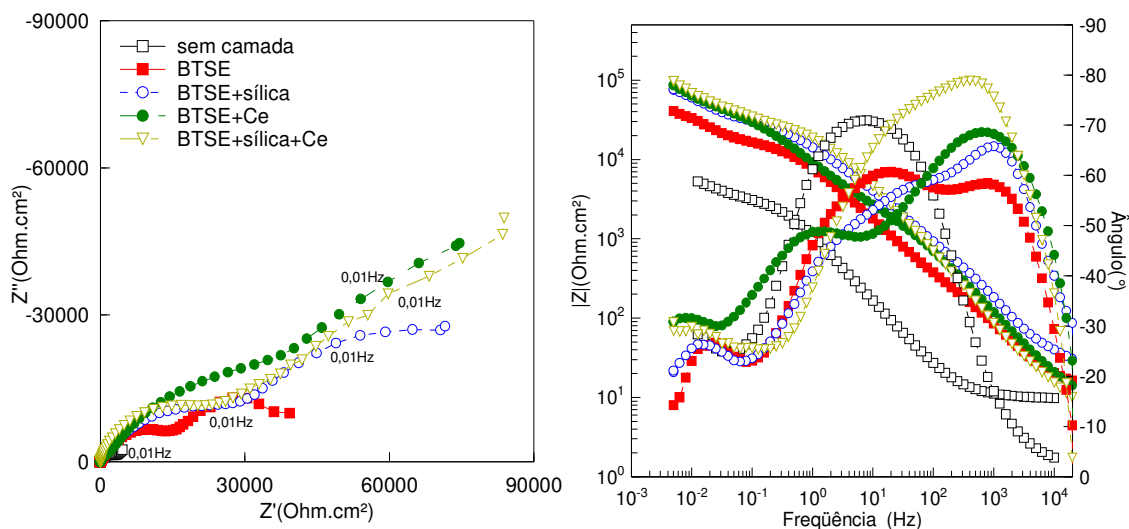 -90000
-60000
-30000
0
Z''(Ohm.cm²)
sem camada
BTSE
BTSE+sílica
BTSE+Ce
BTSE+sílica+Ce
0,01Hz
0,01Hz
0,01Hz
0,01Hz
0,01Hz
0 30000 60000 90000
Z'(Ohm.cm²)
|Z|(Ohm.cm²)
10⁵
10⁴
10³
10²
10¹
10⁰
10⁻³ 10⁻² 10⁻¹ 10⁰ 10¹ 10² 10³ 10⁴
Freqüência (Hz)
-90
-80
-70
-60
-50
-40
-30
-20
-10
0
Ângulo(°)